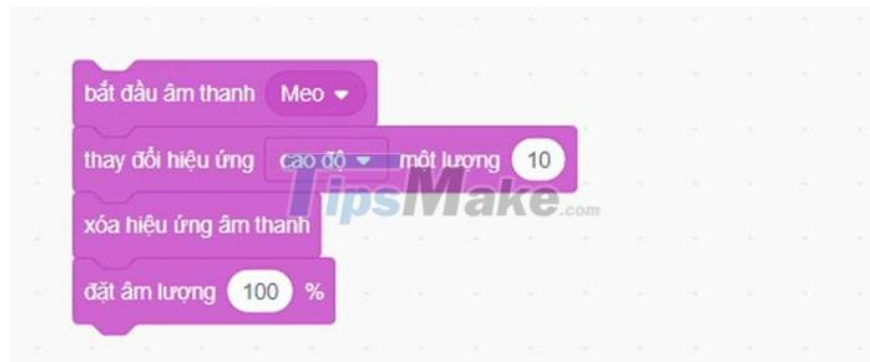 bắt đầu âm thanh Meo
thay đổi hiệu ứng cao độ một lượng 10
TipsMake.com
xóa hiệu ứng âm thanh
đặt âm lượng 100 %